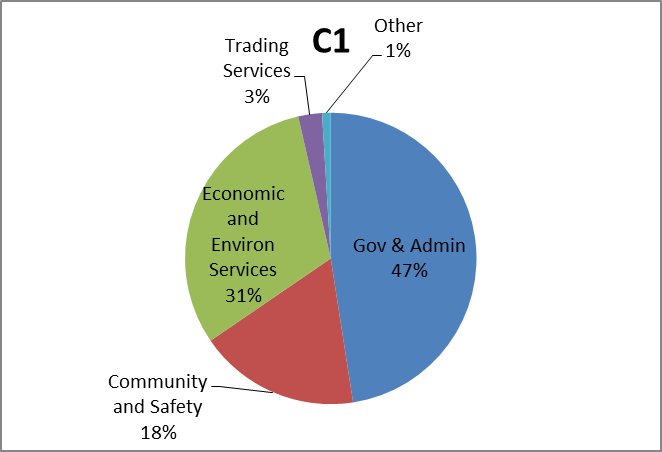 C1
Other
1%
Trading
Services
3%
Economic
and
Environ
Services
31%
Gov & Admin
47%
Community
and Safety
18%